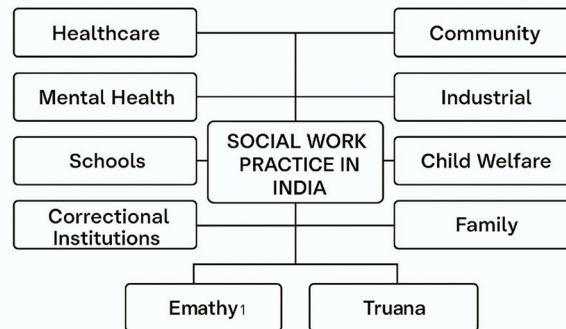 Healthcare
Community
Mental Health
Industrial
SOCIAL WORK
PRACTICE IN
INDIA
Schools
Child Welfare
Correctional
Institutions
Family
Emathy1
Truana